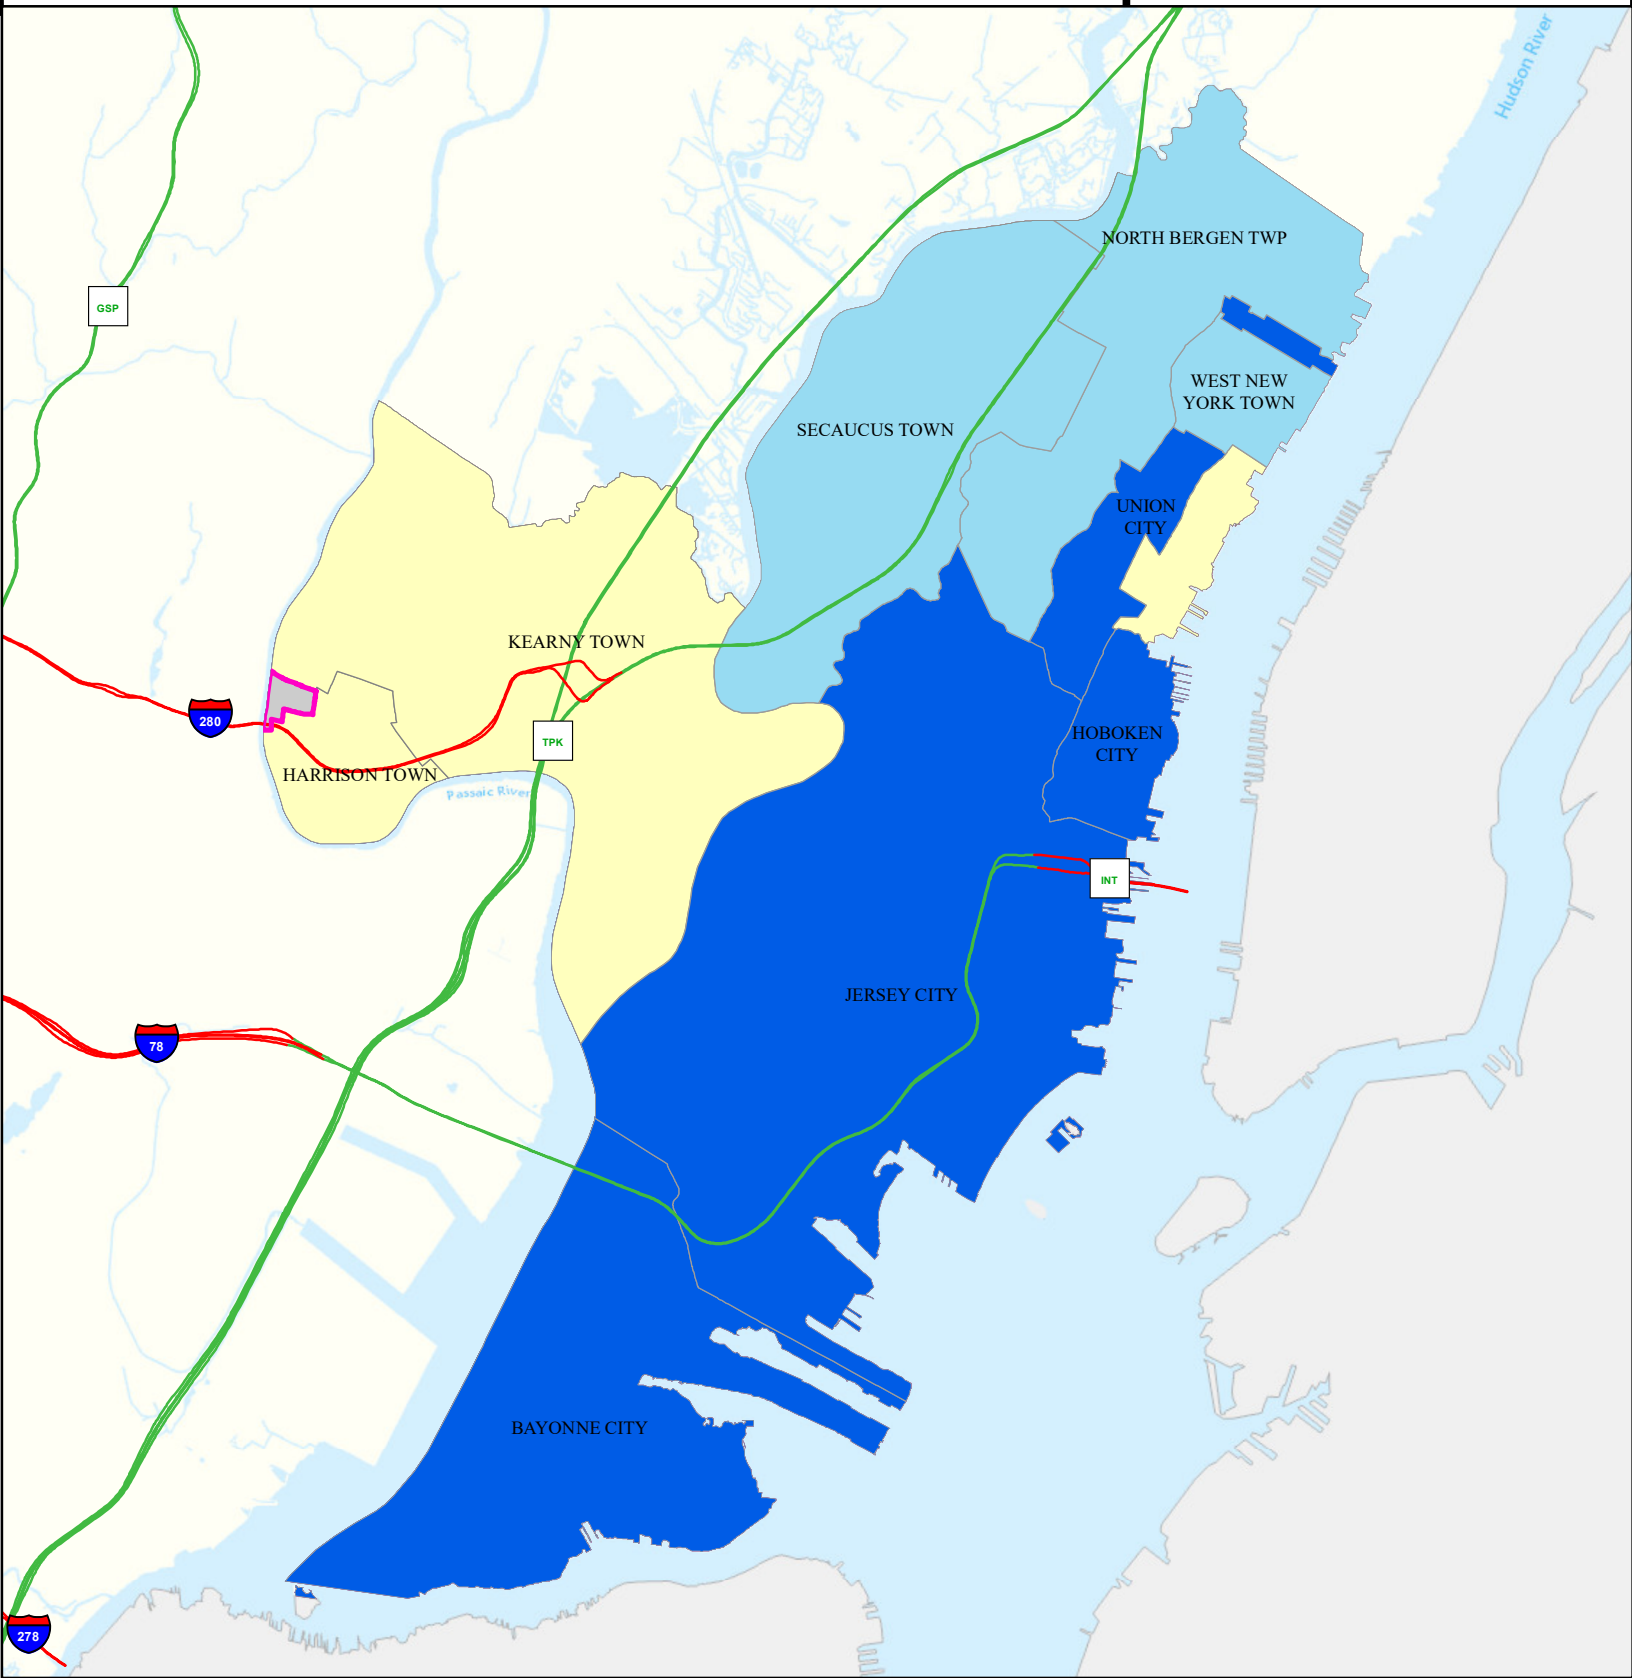 Hudson River
NORTH BERGEN TWP
GSP
WEST NEW
YORK TOWN
SECAUCUS TOWN
UNION
CITY
KEARNY TOWN
280
TPK
HOBOKEN
CITY
HARRISON TOWN
Passaic River
INT
JERSEY CITY
78
BAYONNE CITY
278